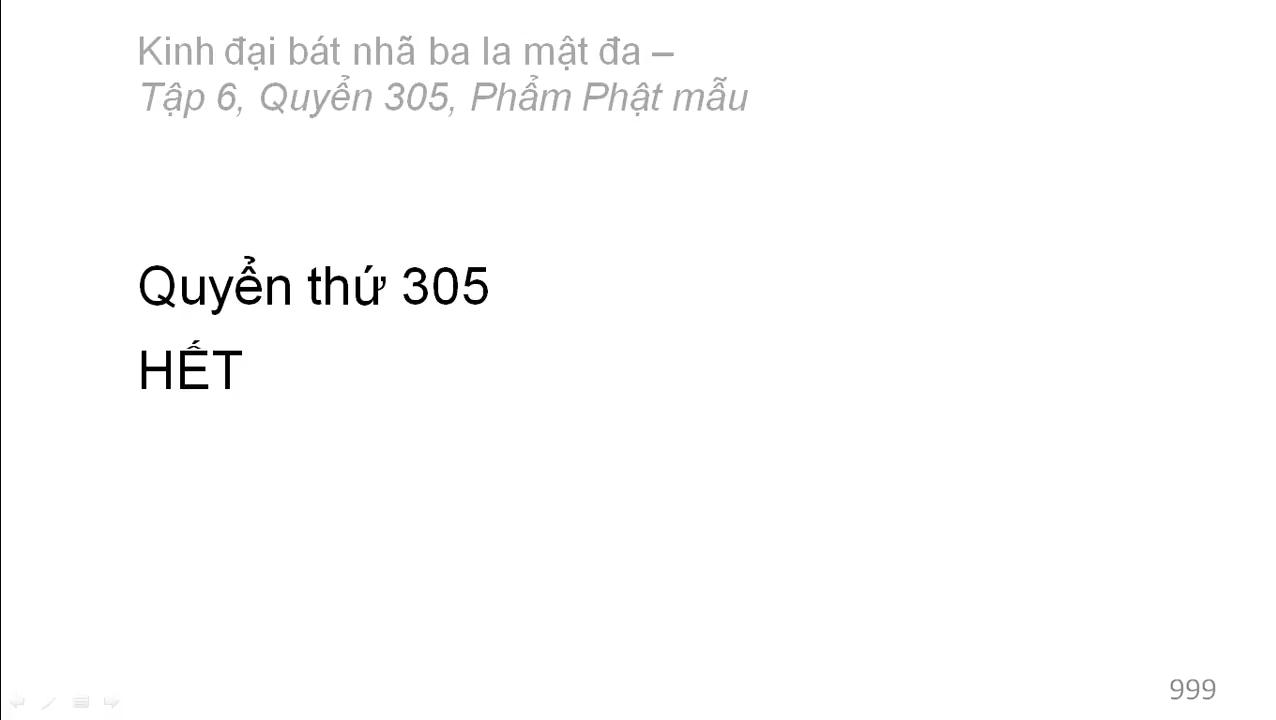 Kinh đại bát nhã ba la mật đa –
Tập 6, Quyển 305, Phẩm Phật mẫu
Quyển thứ 305
HẾT
999